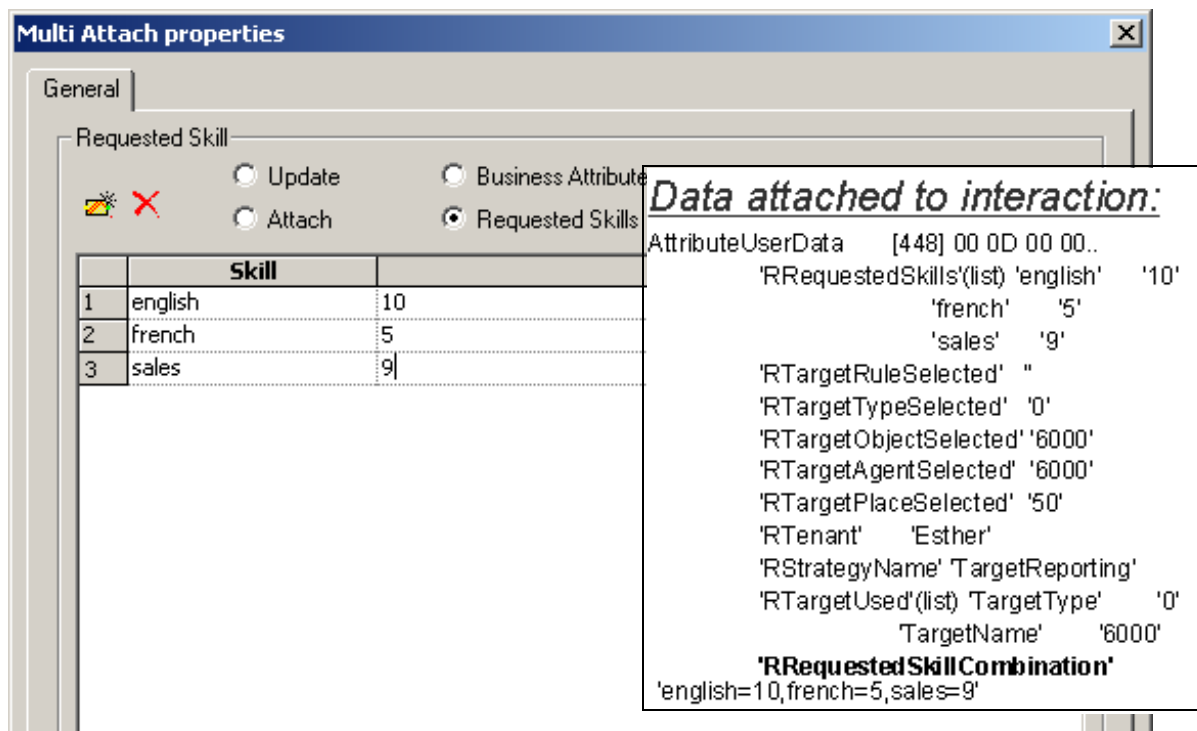 Multi Attach properties
General
Requested Skill
Update Business Attribute
Attach Requested Skills
Skill
1 english 10
2 french 5
3 sales 9
Data attached to interaction:
AttributeUserData [448] 00 0D 00 00..
'RRequestedSkills'(list) 'english' '10'
'french' '5'
'sales' '9'
'RTargetRuleSelected' ''
'RTargetTypeSelected' '0'
'RTargetObjectSelected' '6000'
'RTargetAgentSelected' '6000'
'RTargetPlaceSelected' '50'
'RTenant' 'Esther'
'RStrategyName' 'TargetReporting'
'RTargetUsed'(list) 'TargetType' '0'
'TargetName' '6000'
'RRequestedSkillCombination'
'english=10,french=5,sales=9'